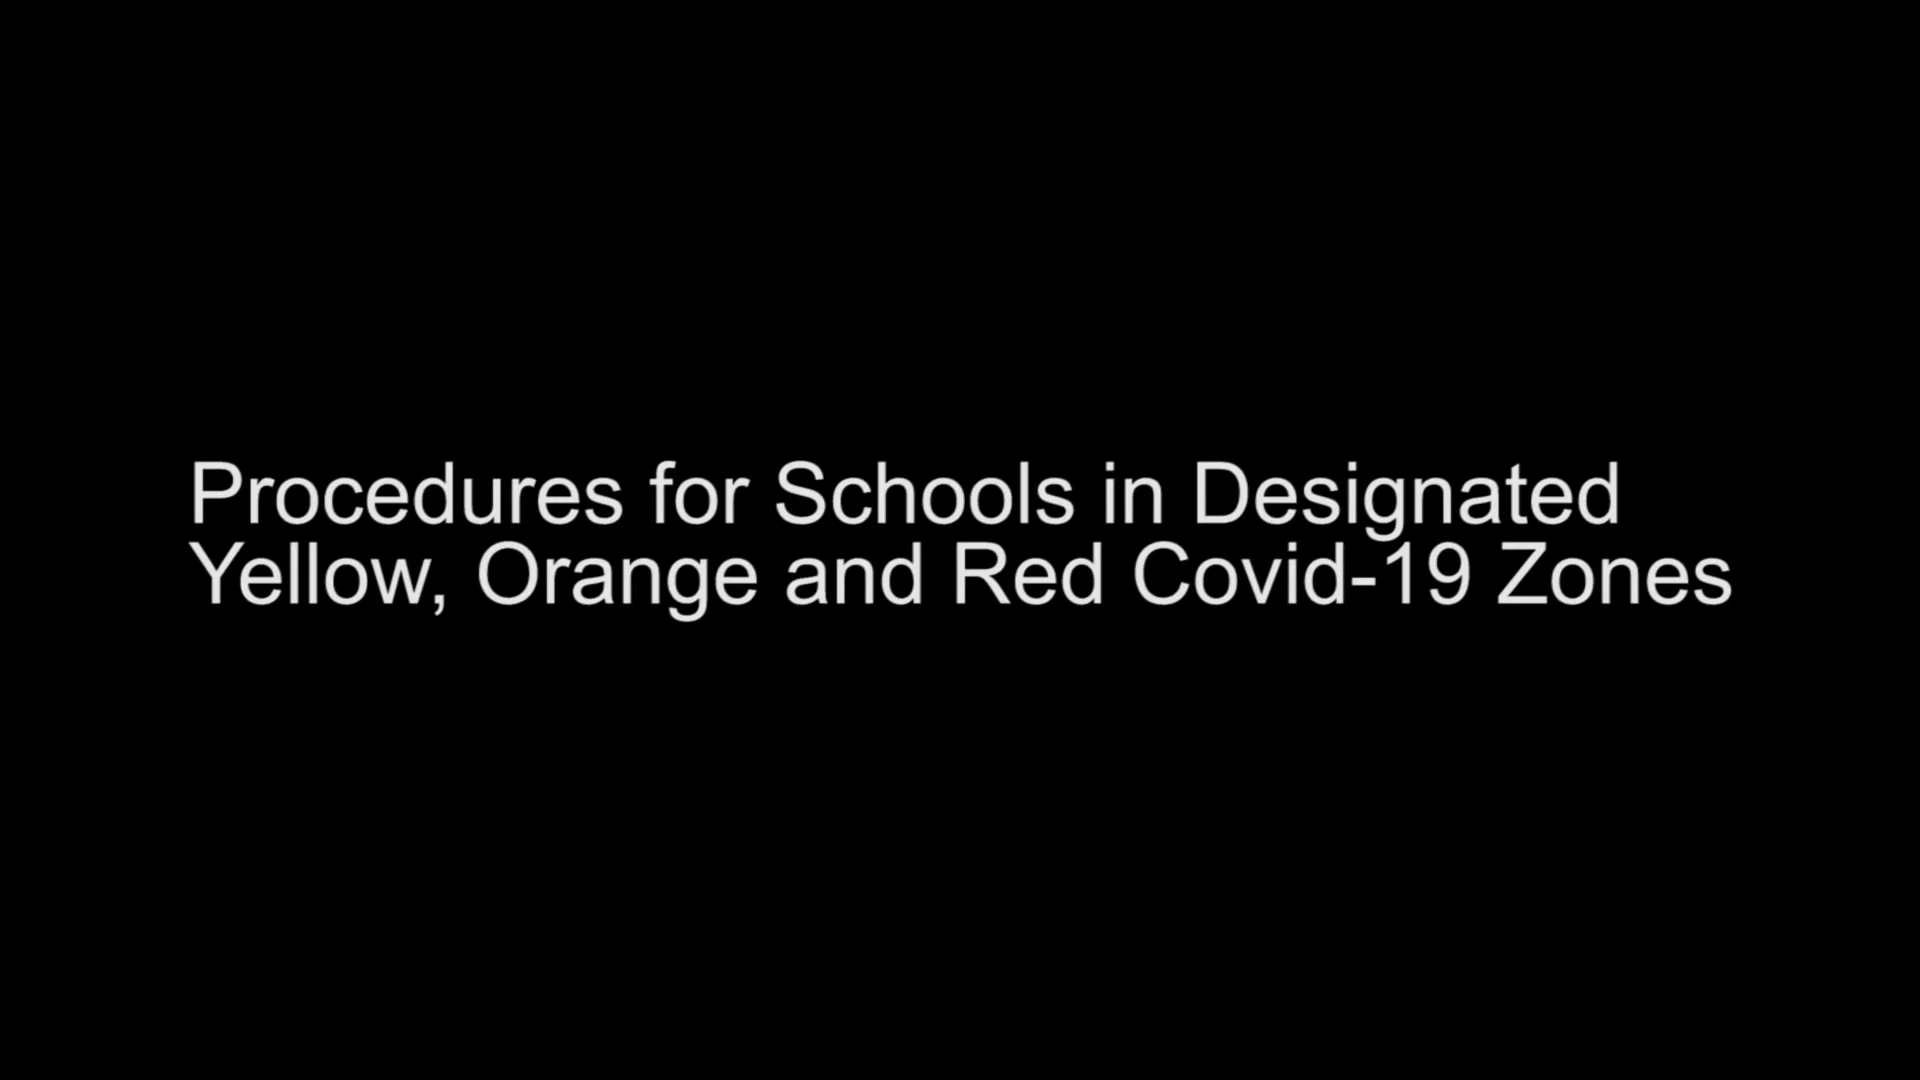 Procedures for Schools in Designated
Yellow, Orange and Red Covid-19 Zones